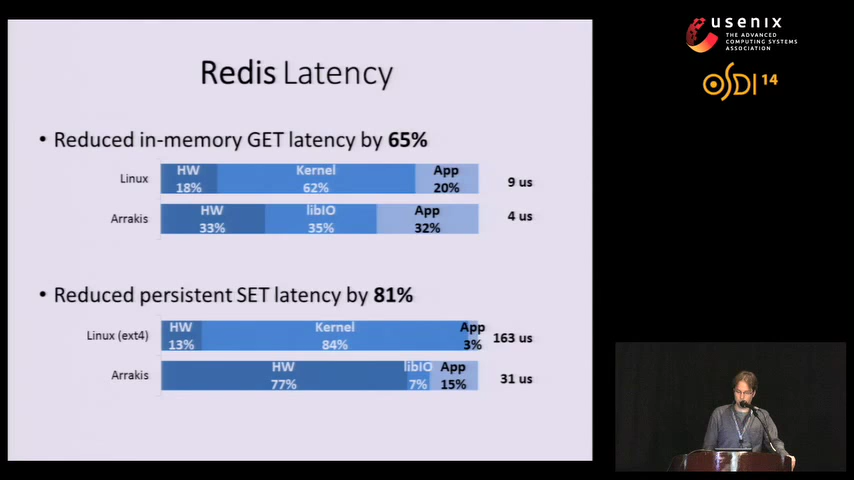 Redis Latency
• Reduced in-memory GET latency by 65%
HW Kernel App
Linux 18% 62% 20% 9 us
HW libIO App
Arrakis 33% 35% 32% 4 us
• Reduced persistent SET latency by 81%
HW Kernel App
Linux (ext4) 13% 84% 3% 163 us
HW libIO App
Arrakis 77% 7% 15% 31 us
usenix
THE ADVANCED
COMPUTING SYSTEMS
ASSOCIATION
OSDI 14